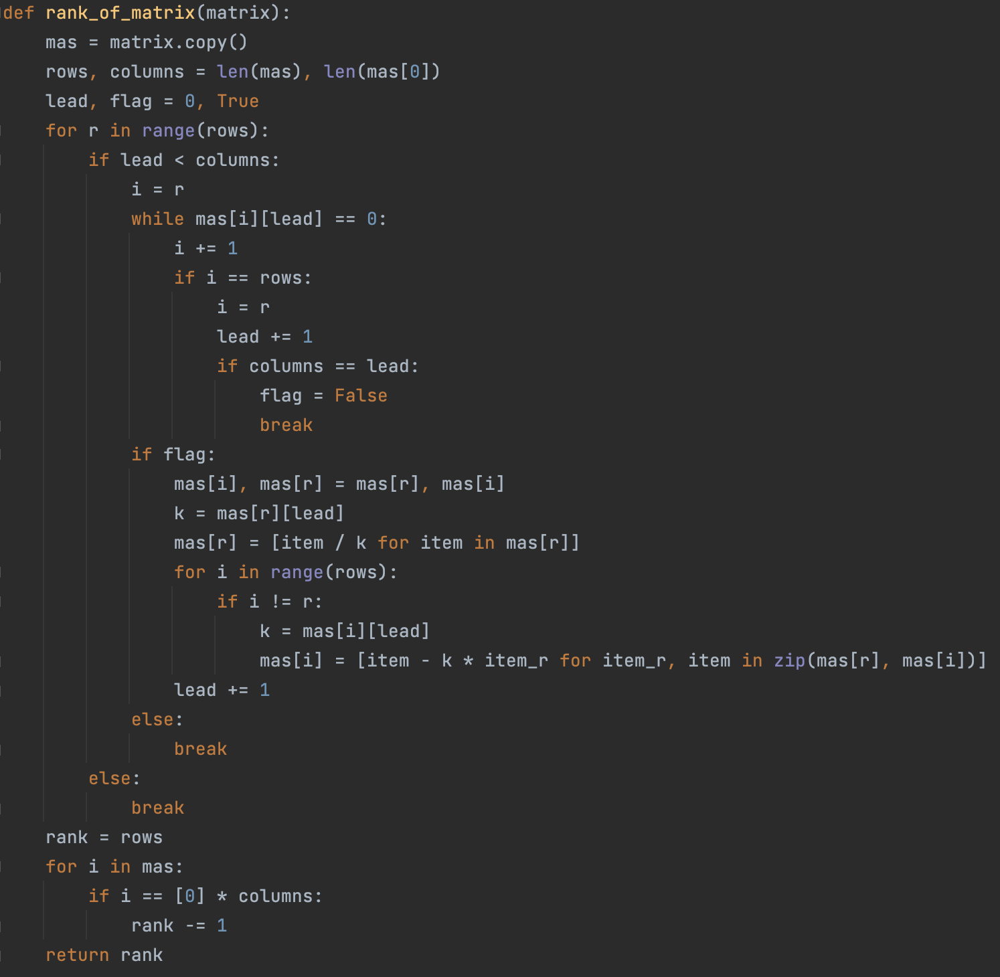 def rank_of_matrix(matrix):
    mas = matrix.copy()
    rows, columns = len(mas), len(mas[0])
    lead, flag = 0, True
    for r in range(rows):
        if lead < columns:
            i = r
            while mas[i][lead] == 0:
                i += 1
                if i == rows:
                    i = r
                    lead += 1
                    if columns == lead:
                        flag = False
                        break
            if flag:
                mas[i], mas[r] = mas[r], mas[i]
                k = mas[r][lead]
                mas[r] = [item / k for item in mas[r]]
                for i in range(rows):
                    if i != r:
                        k = mas[i][lead]
                        mas[i] = [item - k * item_r for item_r, item in zip(mas[r], mas[i])]
                lead += 1
            else:
                break
        else:
            break
    rank = rows
    for i in mas:
        if i == [0] * columns:
            rank -= 1
    return rank